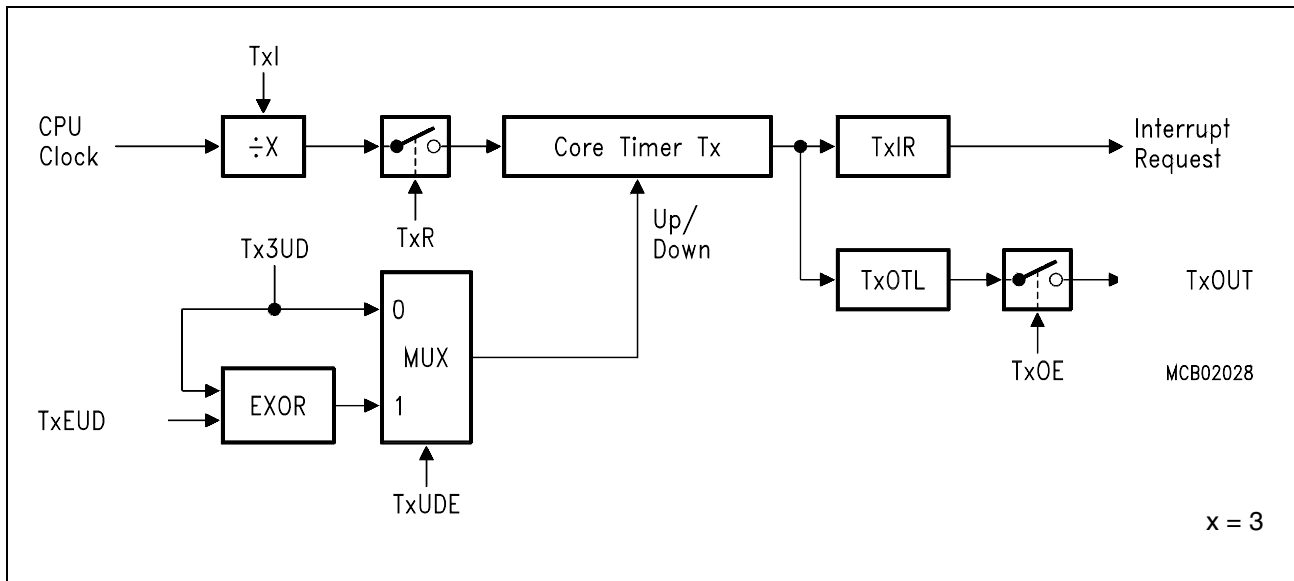 TxI
CPU
Clock
÷X
Core Timer Tx
TxIR
Interrupt
Request
TxR
Up/
Down
Tx3UD
TxOTL
TxOUT
0
MUX
TxOE
MCB02028
EXOR
1
TxEUD
TxUDE
x = 3